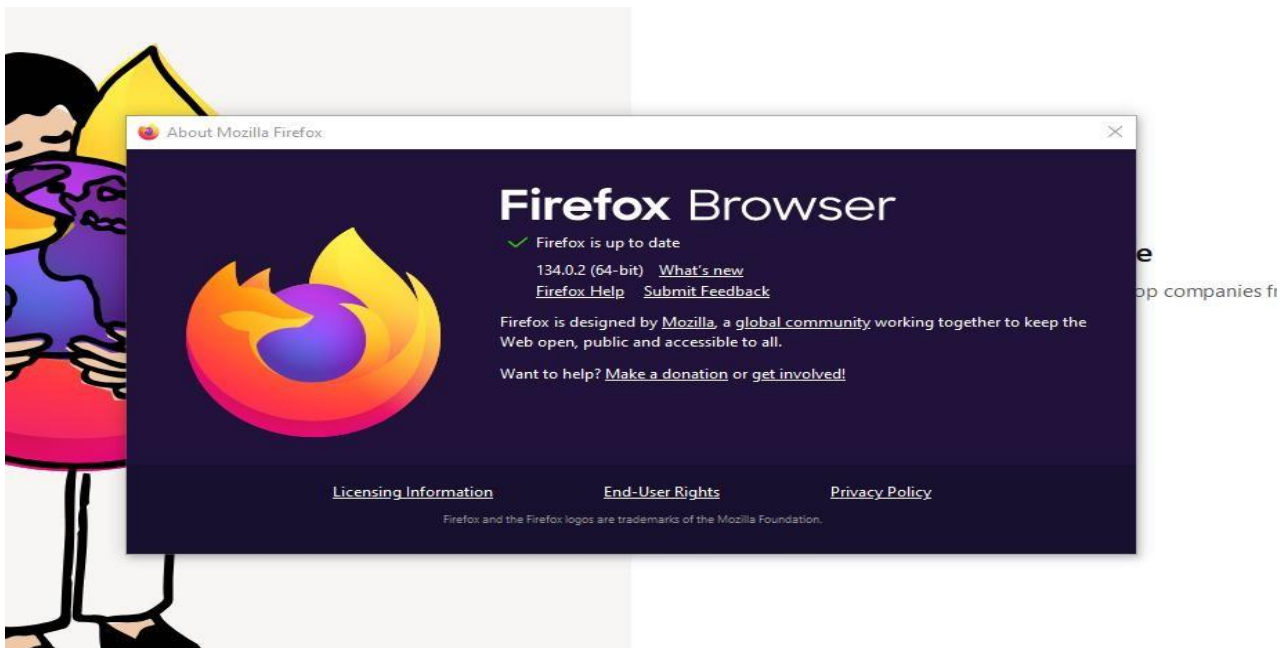 About Mozilla Firefox
Firefox Browser
Firefox is up to date
134.0.2 (64-bit) What's new
Firefox Help Submit Feedback
Firefox is designed by Mozilla, a global community working together to keep the
Web open, public and accessible to all.
Want to help? Make a donation or get involved!
Licensing Information End-User Rights Privacy Policy
Firefox and the Firefox logos are trademarks of the Mozilla Foundation.
e
op companies fr